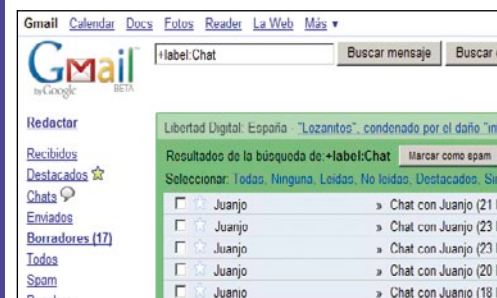 Gmail Calendar Docs Fotos Reader La Web Más ▼
Gmail
by Google BETA
+label:Chat
Buscar mensaje
Buscar
Redactar
Recibidos
Destacados
Chats
Enviados
Borradores (17)
Todos
Spam
Libertad Digital: España - "Lozanitos", condenado por el daño
Resultados de la búsqueda de:+label:Chat Marcar como spam
Seleccionar: Todas, Ninguna, Leídas, No leídas, Destacados,
Juanjo » Chat con Juanjo (21
Juanjo » Chat con Juanjo (23
Juanjo » Chat con Juanjo (23
Juanjo » Chat con Juanjo (20
Juanjo » Chat con Juanjo (18